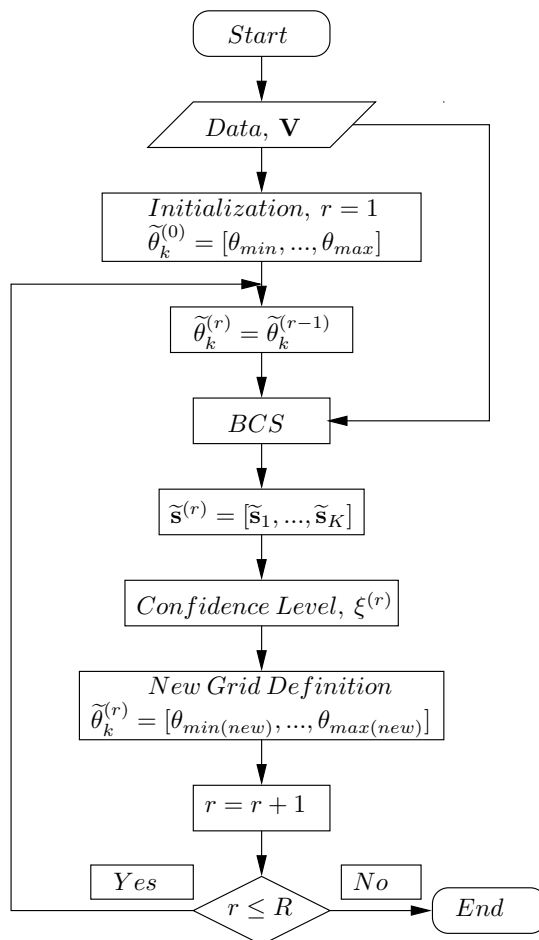 Start
Data, V
Initialization, r = 1
θ̃_k^(0) = [θ_min, ..., θ_max]
θ̃_k^(r) = θ̃_k^(r−1)
BCS
s̃^(r) = [s̃_1, ..., s̃_K]
Confidence Level, ξ^(r)
New Grid Definition
θ̃_k^(r) = [θ_min(new), ..., θ_max(new)]
r = r + 1
Yes
No
r ≤ R
End